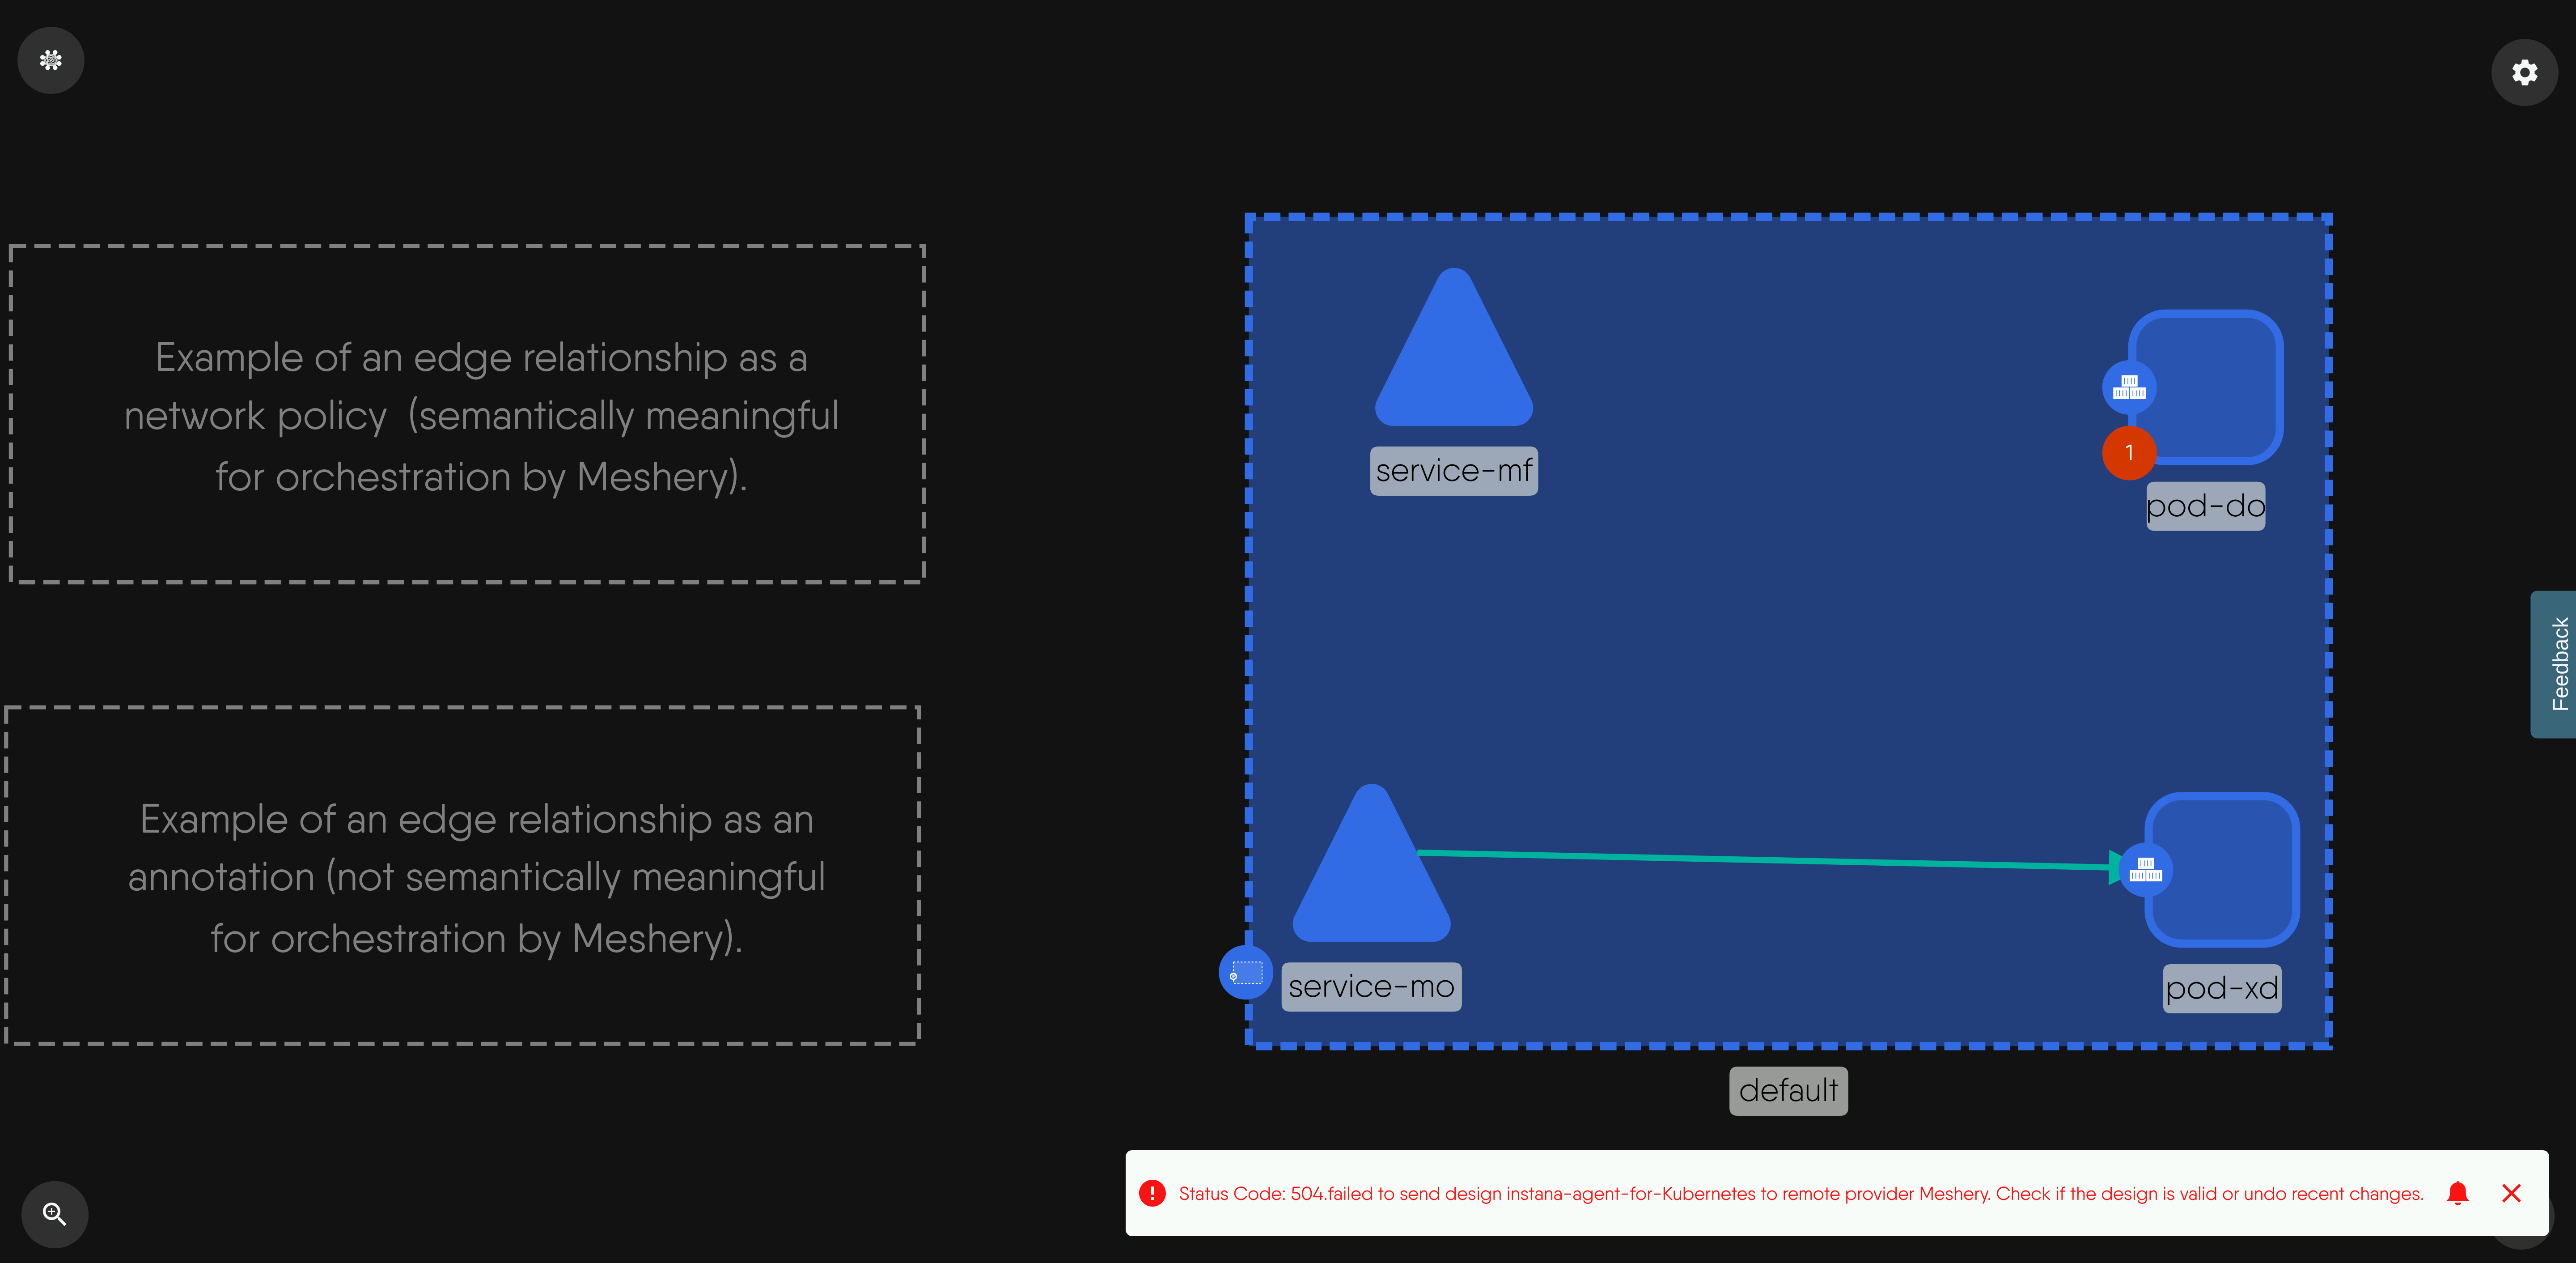 Example of an edge relationship as a
network policy (semantically meaningful
for orchestration by Meshery).
Example of an edge relationship as an
annotation (not semantically meaningful
for orchestration by Meshery).
service-mf
1
pod-do
service-mo
pod-xd
default
Feedback
Status Code: 504.failed to send design instana-agent-for-Kubernetes to remote provider Meshery. Check if the design is valid or undo recent changes.